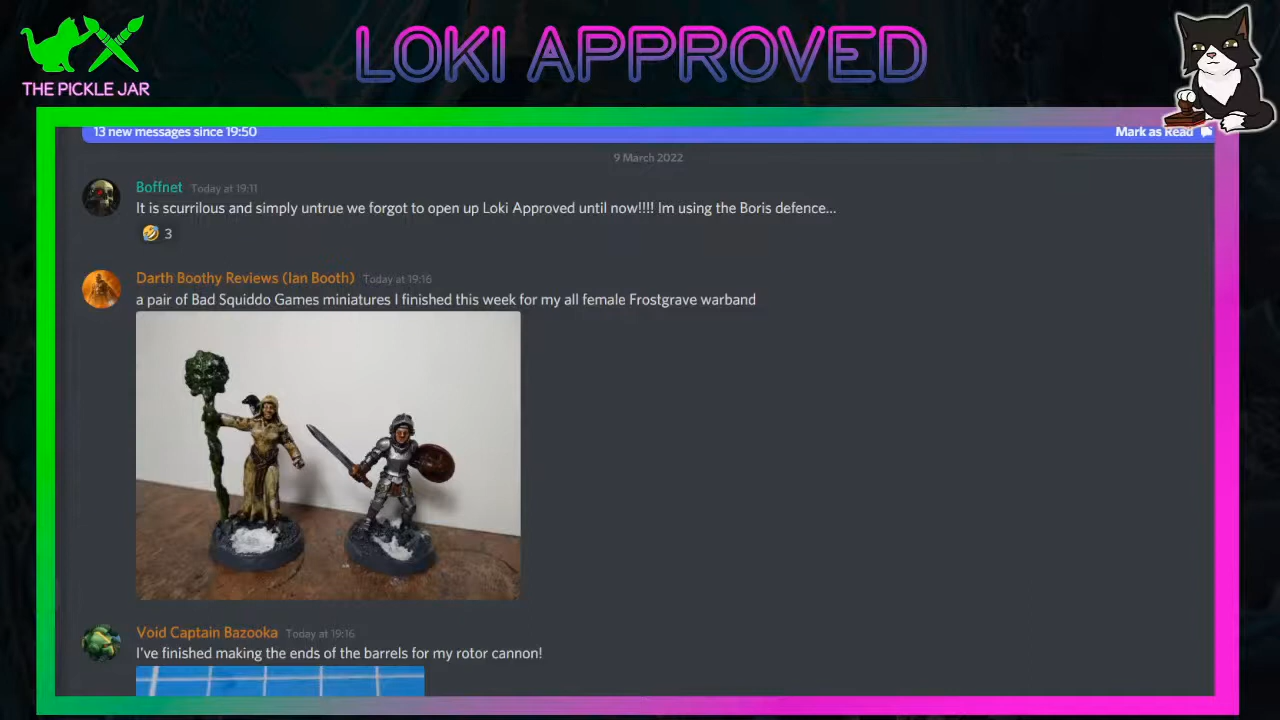 LOKI APPROVED
THE PICKLE JAR
13 new messages since 19:50 Mark as Read
9 March 2022
Boffnet Today at 19:11
It is scurrilous and simply untrue we forgot to open up Loki Approved until now!!!! Im using the Boris defence...
🤣 3
Darth Boothy Reviews (Ian Booth) Today at 19:16
a pair of Bad Squiddo Games miniatures I finished this week for my all female Frostgrave warband
Void Captain Bazooka Today at 19:16
I've finished making the ends of the barrels for my rotor cannon!